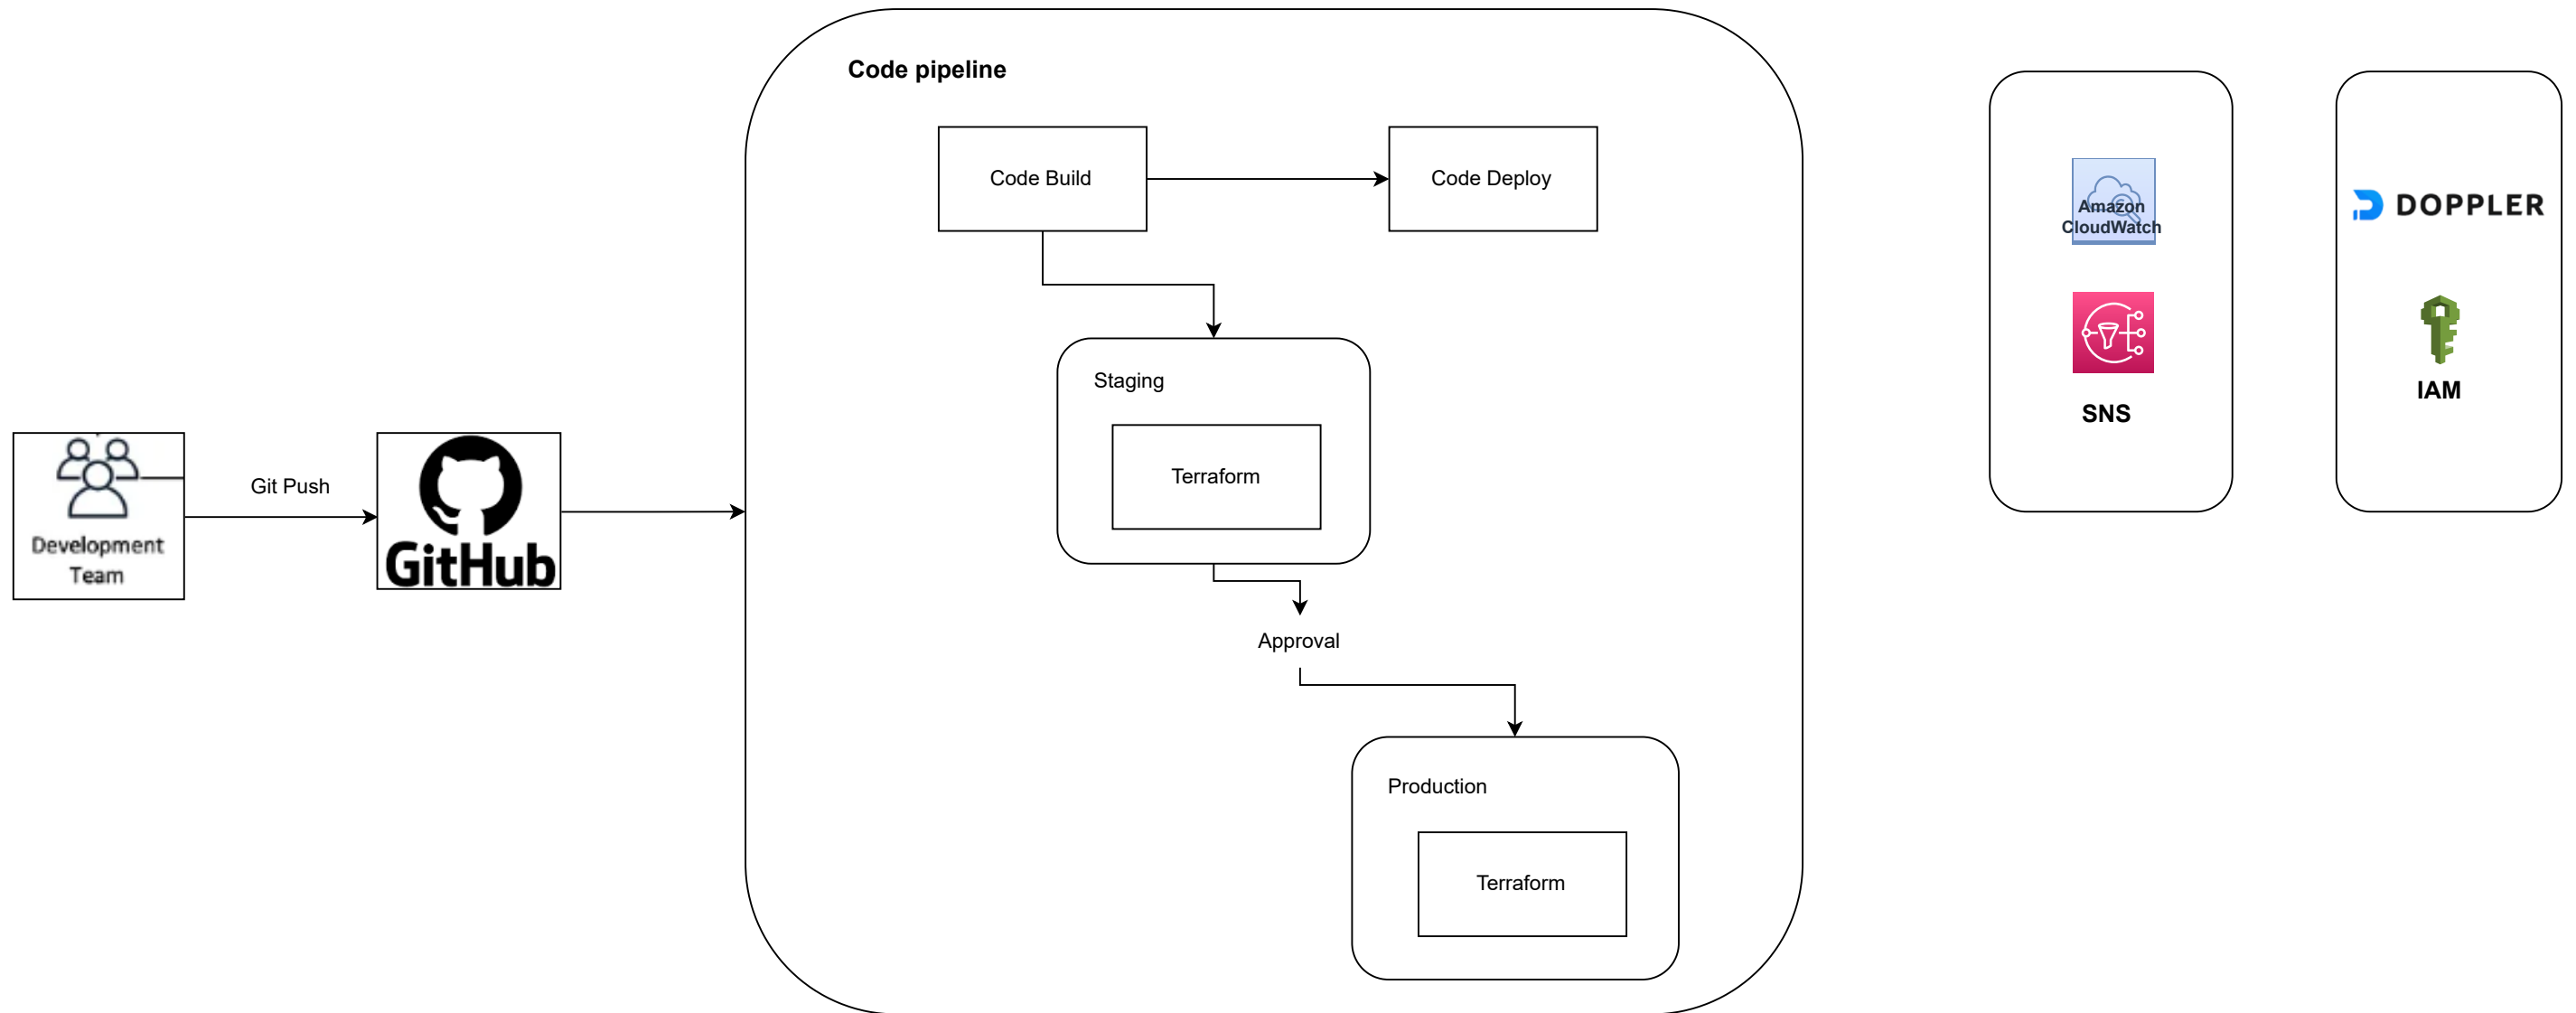 Code pipeline
Code Build
Code Deploy
Amazon
CloudWatch
DOPPLER
Staging
IAM
SNS
Terraform
Git Push
Development
Team
GitHub
Approval
Production
Terraform